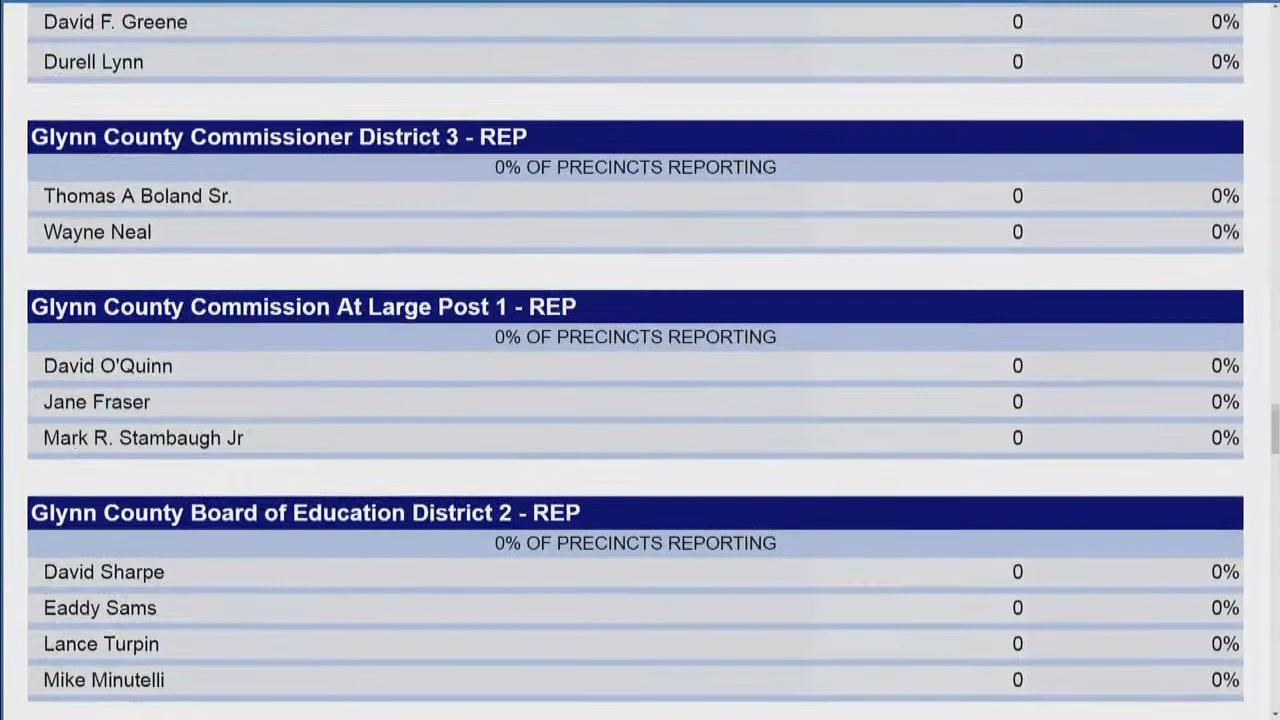 David F. Greene 0 0%
Durell Lynn 0 0%
Glynn County Commissioner District 3 - REP
0% OF PRECINCTS REPORTING
Thomas A Boland Sr. 0 0%
Wayne Neal 0 0%
Glynn County Commission At Large Post 1 - REP
0% OF PRECINCTS REPORTING
David O'Quinn 0 0%
Jane Fraser 0 0%
Mark R. Stambaugh Jr 0 0%
Glynn County Board of Education District 2 - REP
0% OF PRECINCTS REPORTING
David Sharpe 0 0%
Eaddy Sams 0 0%
Lance Turpin 0 0%
Mike Minutelli 0 0%